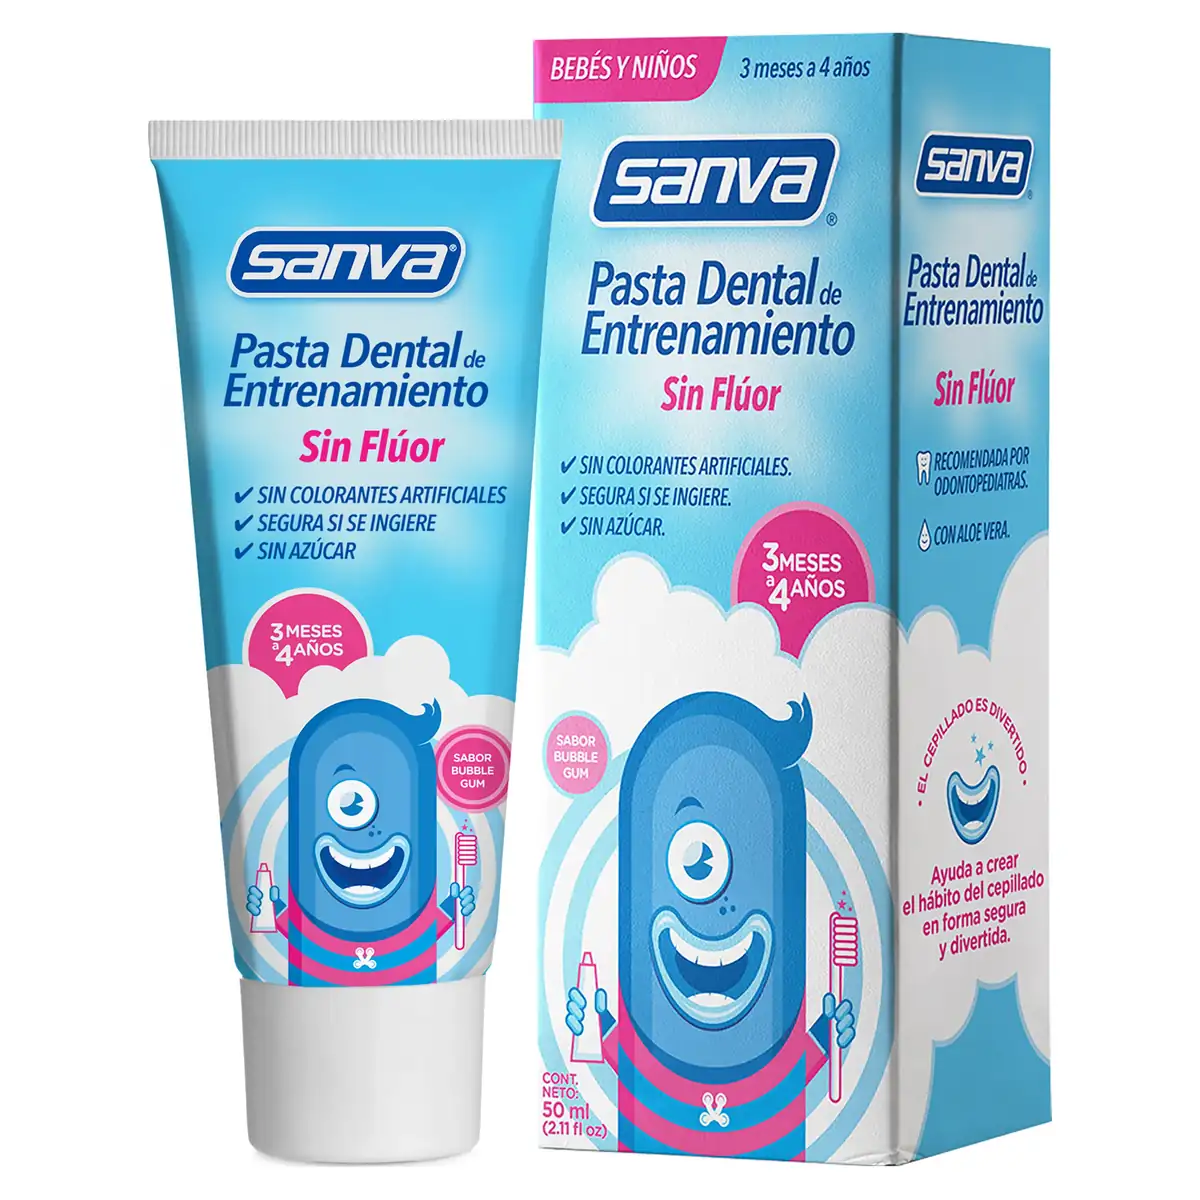 sanva®
Pasta Dental de
Entrenamiento
Sin Flúor
✓ SIN COLORANTES ARTIFICIALES
✓ SEGURA SI SE INGIERE
✓ SIN AZÚCAR
3 MESES
a 4 AÑOS
SABOR
BUBBLE
GUM
BEBÉS Y NIÑOS
3 meses a 4 años
sanva®
Pasta Dental de
Entrenamiento
Sin Flúor
✓ SIN COLORANTES ARTIFICIALES.
✓ SEGURA SI SE INGIERE.
✓ SIN AZÚCAR.
3 MESES
a 4 AÑOS
SABOR
BUBBLE
GUM
CONT.
NETO:
50 ml
(2.11 fl oz)
sanva®
Pasta Dental de
Entrenamiento
Sin Flúor
RECOMENDADA POR
ODONTOPEDIATRAS.
CON ALOE VERA.
• EL CEPILLADO ES DIVERTIDO •
Ayuda a crear
el hábito del cepillado
en forma segura
y divertida.